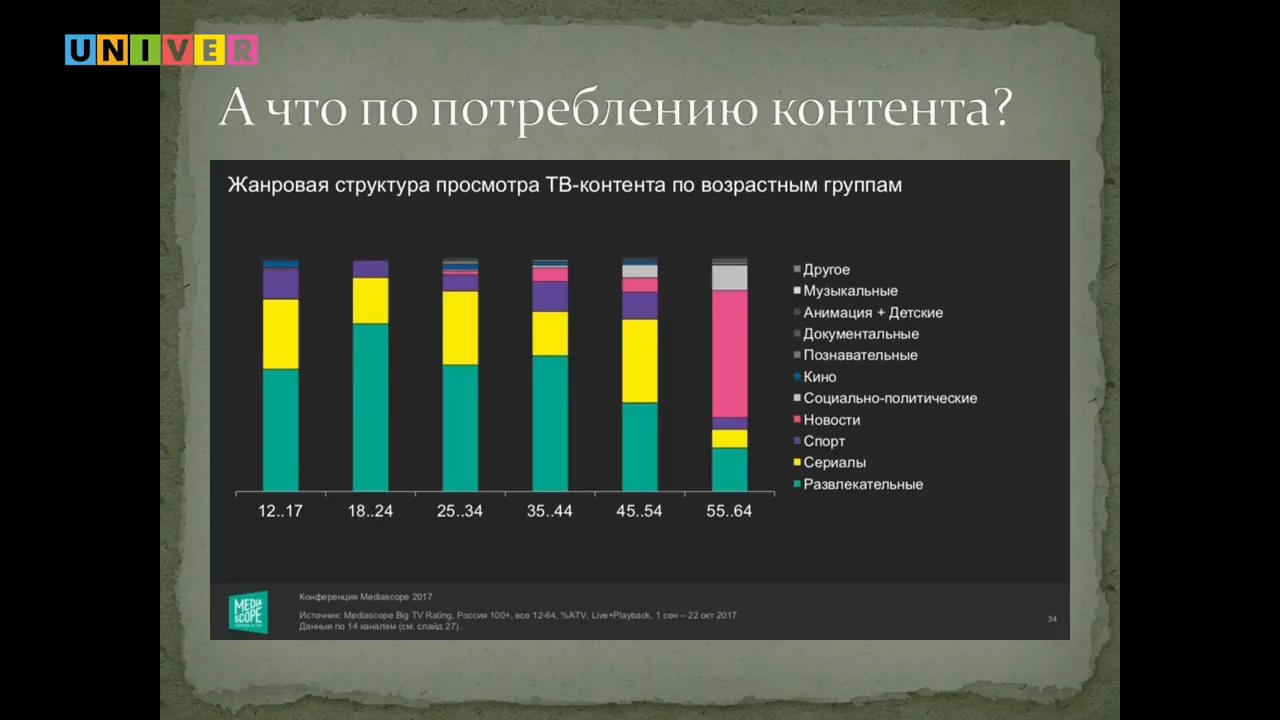 UNIVER
А что по потреблению контента?
Жанровая структура просмотра ТВ-контента по возрастным группам
Другое
Музыкальные
Анимация + Детские
Документальные
Познавательные
Кино
Социально-политические
Новости
Спорт
Сериалы
Развлекательные
12..17 18..24 25..34 35..44 45..54 55..64
MEDIA
SCOPE
Конференция Mediascope 2017
Источник: Mediascope Big TV Rating, Россия 100+, все 12-64, %ATV, Live+Playback, 1 сен – 22 окт 2017
Данные по 14 каналам (см. слайд 27).
34